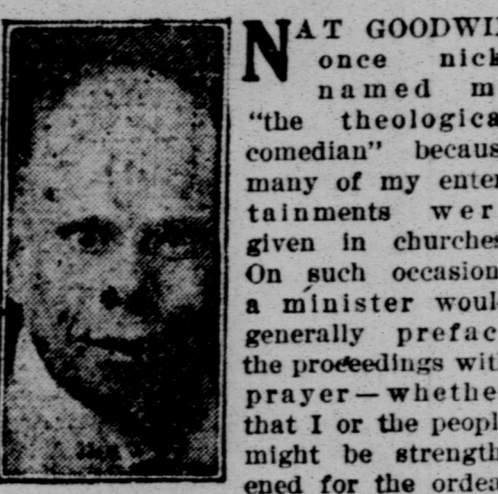 NAT GOODWI
once nick
named m
"the theologica
comedian" becaus
many of my enter
tainments wer
given in churches
On such occasion
a minister woul
generally prefac
the proceedings wit
prayer — whethe
that I or the peopl
might be strength
ened for the ordea